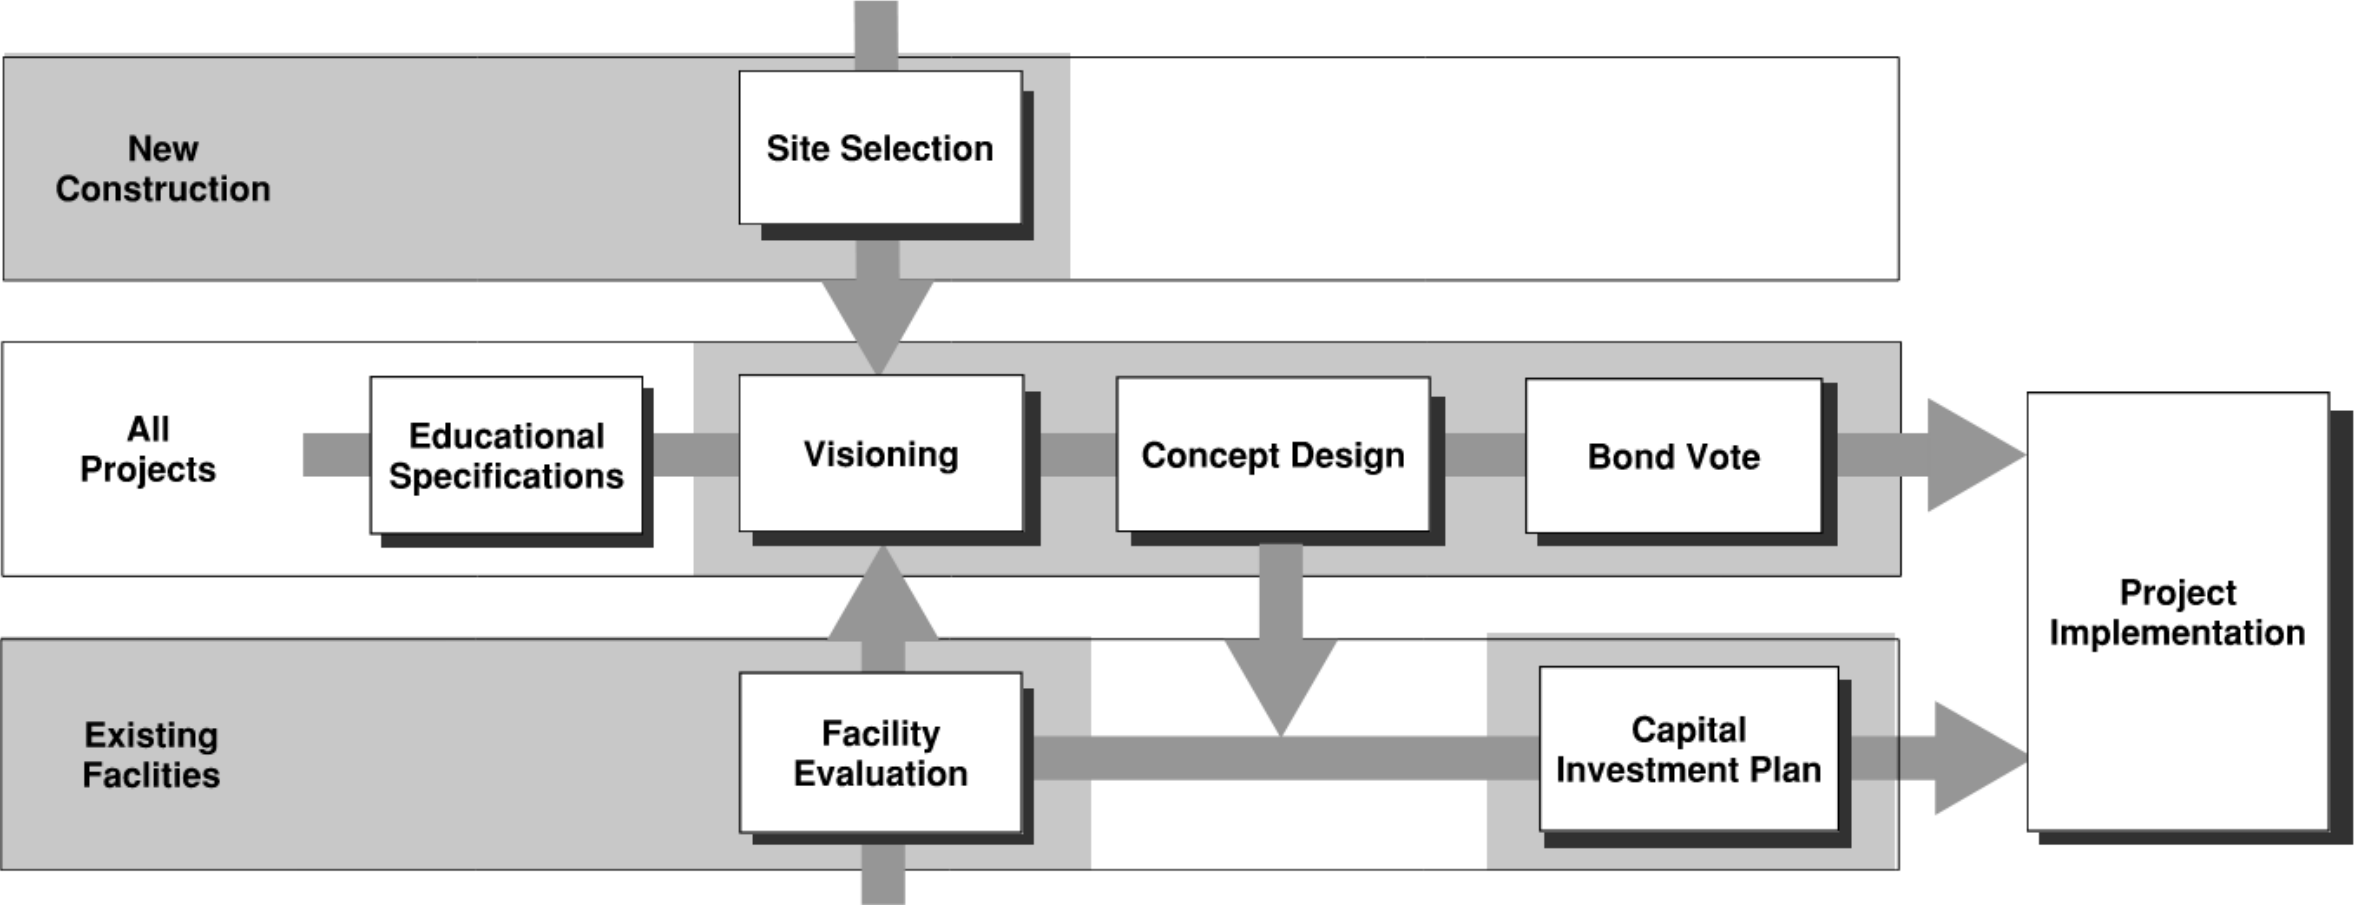 New
Construction
Site Selection
All
Projects
Educational
Specifications
Visioning
Concept Design
Bond Vote
Project
Implementation
Existing
Faclities
Facility
Evaluation
Capital
Investment Plan